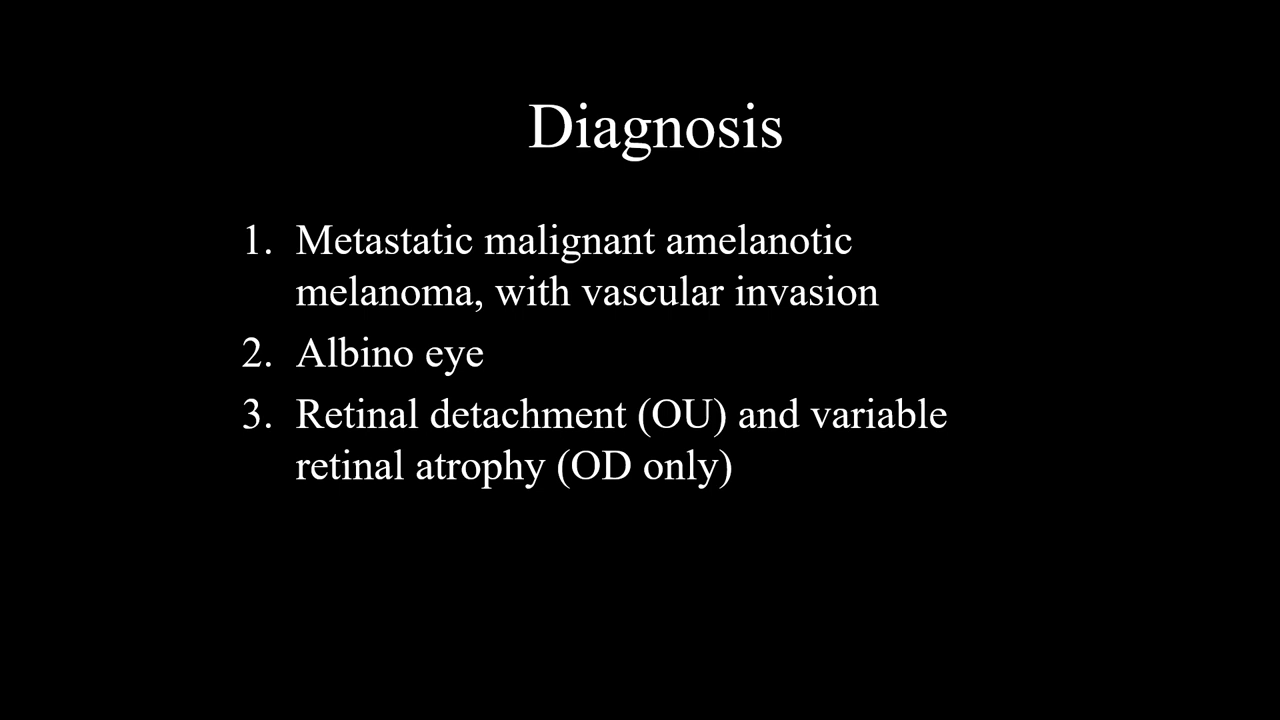 Diagnosis
1. Metastatic malignant amelanotic
melanoma, with vascular invasion
2. Albino eye
3. Retinal detachment (OU) and variable
retinal atrophy (OD only)